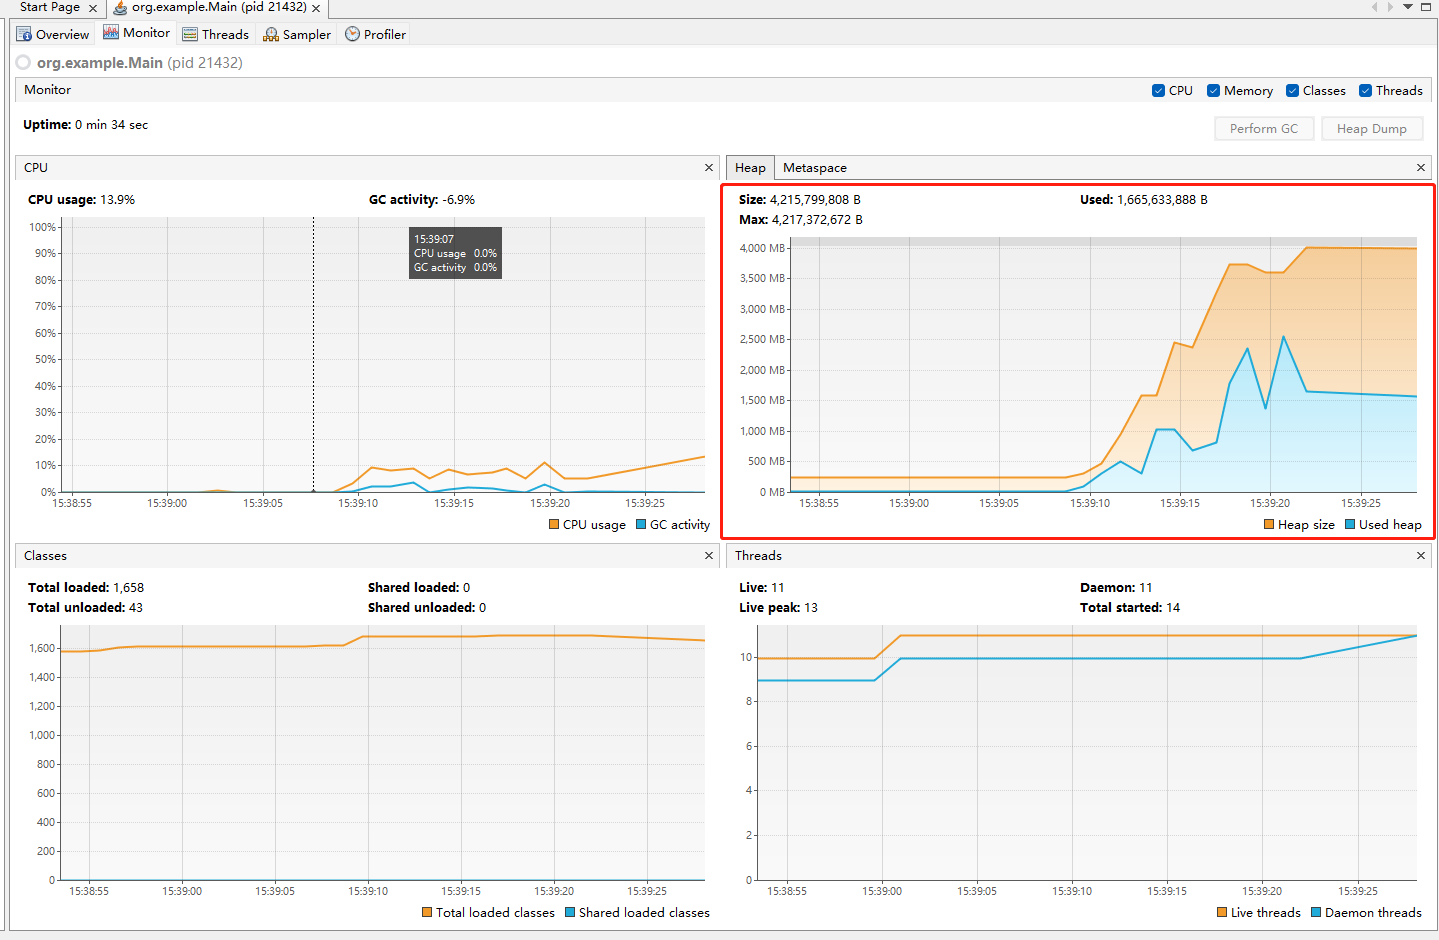 Start Page
org.example.Main (pid 21432)
Overview
Monitor
Threads
Sampler
Profiler
org.example.Main (pid 21432)
Monitor
CPU
Memory
Classes
Threads
Uptime: 0 min 34 sec
Perform GC
Heap Dump
CPU
CPU usage: 13.9%
GC activity: -6.9%
100%
90%
80%
70%
60%
50%
40%
30%
20%
10%
0%
15:39:07
CPU usage 0.0%
GC activity 0.0%
15:38:55
15:39:00
15:39:05
15:39:10
15:39:15
15:39:20
15:39:25
CPU usage
GC activity
Heap
Metaspace
Size: 4,215,799,808 B
Used: 1,665,633,888 B
Max: 4,217,372,672 B
4,000 MB
3,500 MB
3,000 MB
2,500 MB
2,000 MB
1,500 MB
1,000 MB
500 MB
0 MB
15:38:55
15:39:00
15:39:05
15:39:10
15:39:15
15:39:20
15:39:25
Heap size
Used heap
Classes
Total loaded: 1,658
Shared loaded: 0
Total unloaded: 43
Shared unloaded: 0
1,600
1,400
1,200
1,000
800
600
400
200
0
15:38:55
15:39:00
15:39:05
15:39:10
15:39:15
15:39:20
15:39:25
Total loaded classes
Shared loaded classes
Threads
Live: 11
Daemon: 11
Live peak: 13
Total started: 14
10
8
6
4
2
0
15:38:55
15:39:00
15:39:05
15:39:10
15:39:15
15:39:20
15:39:25
Live threads
Daemon threads